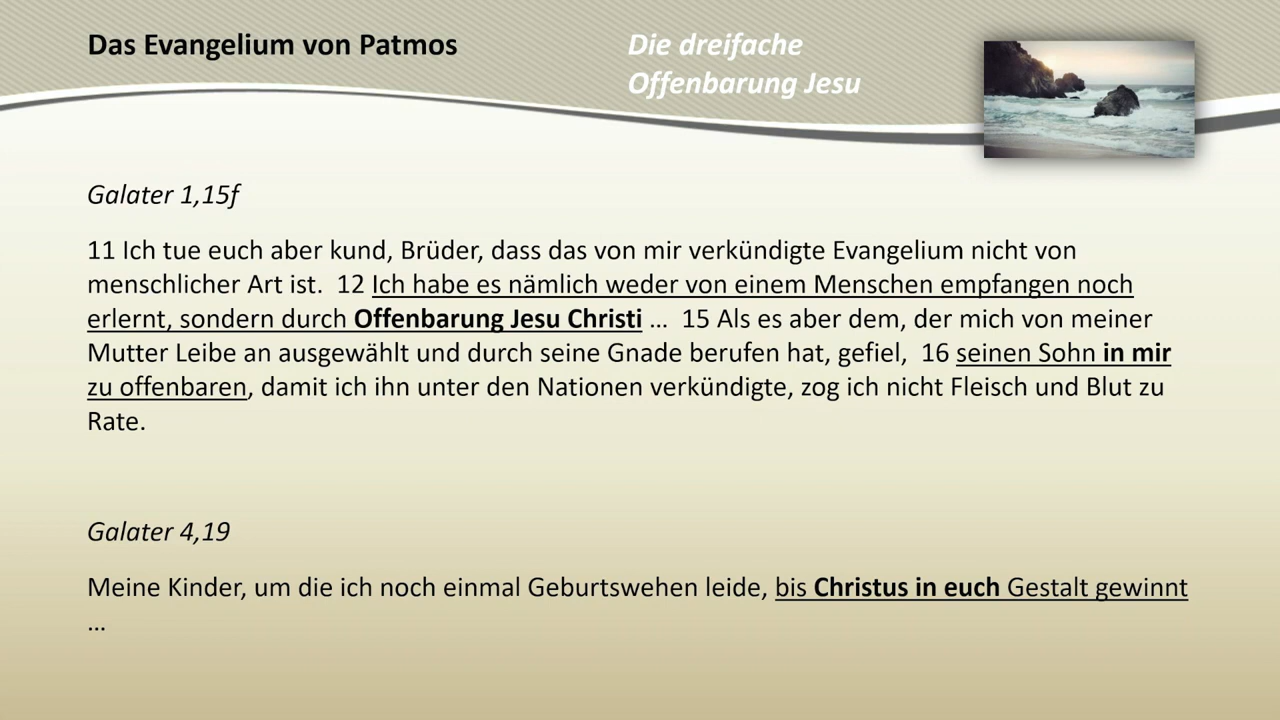 Das Evangelium von Patmos
Die dreifache
Offenbarung Jesu
Galater 1,15f
11 Ich tue euch aber kund, Brüder, dass das von mir verkündigte Evangelium nicht von
menschlicher Art ist.  12 Ich habe es nämlich weder von einem Menschen empfangen noch
erlernt, sondern durch Offenbarung Jesu Christi …  15 Als es aber dem, der mich von meiner
Mutter Leibe an ausgewählt und durch seine Gnade berufen hat, gefiel,  16 seinen Sohn in mir
zu offenbaren, damit ich ihn unter den Nationen verkündigte, zog ich nicht Fleisch und Blut zu
Rate.
Galater 4,19
Meine Kinder, um die ich noch einmal Geburtswehen leide, bis Christus in euch Gestalt gewinnt
…